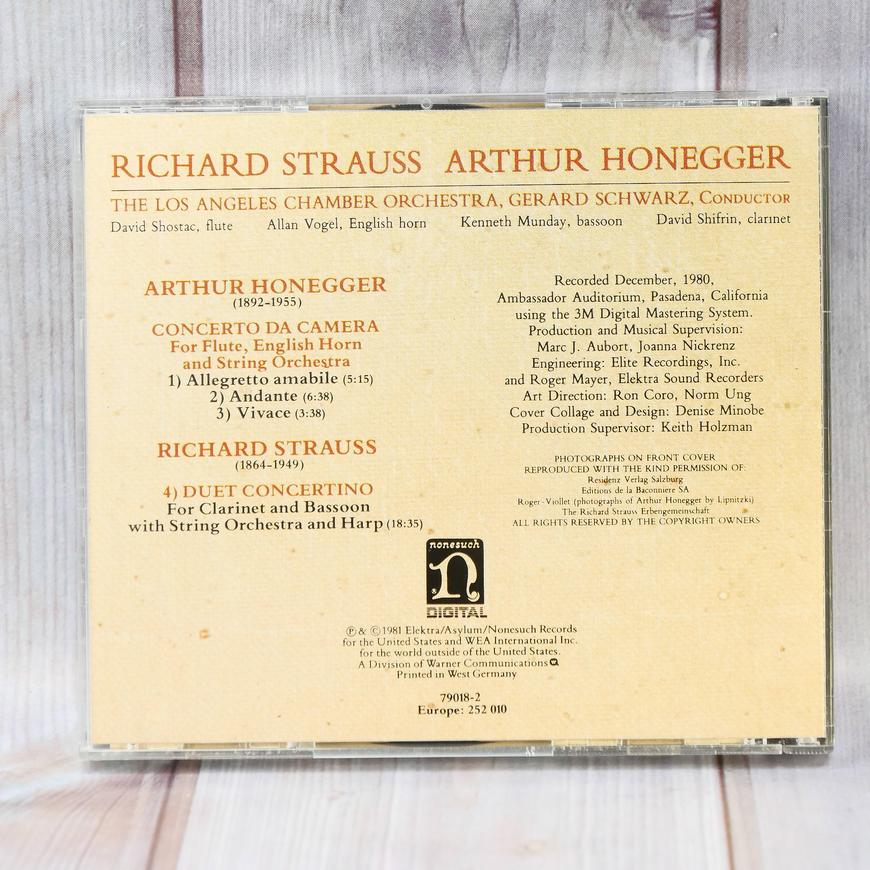 RICHARD STRAUSS ARTHUR HONEGGER
THE LOS ANGELES CHAMBER ORCHESTRA, GERARD SCHWARZ, CONDUCTOR
David Shostac, flute Allan Vogel, English horn Kenneth Munday, bassoon David Shifrin, clarinet
ARTHUR HONEGGER
(1892-1955)
CONCERTO DA CAMERA
For Flute, English Horn
and String Orchestra
1) Allegretto amabile (5:15)
2) Andante (6:38)
3) Vivace (3:38)
RICHARD STRAUSS
(1864-1949)
4) DUET CONCERTINO
For Clarinet and Bassoon
with String Orchestra and Harp (18:35)
Recorded December, 1980,
Ambassador Auditorium, Pasadena, California
using the 3M Digital Mastering System.
Production and Musical Supervision:
Marc J. Aubort, Joanna Nickrenz
Engineering: Elite Recordings, Inc.
and Roger Mayer, Elektra Sound Recorders
Art Direction: Ron Coro, Norm Ung
Cover Collage and Design: Denise Minobe
Production Supervisor: Keith Holzman
PHOTOGRAPHS ON FRONT COVER
REPRODUCED WITH THE KIND PERMISSION OF:
Residenz Verlag Salzburg
Editions de la Baconniere SA
Roger-Viollet (photographs of Arthur Honegger by Lipnitzki)
The Richard Strauss Erbengemeinschaft
ALL RIGHTS RESERVED BY THE COPYRIGHT OWNERS
nonesuch
n
DIGITAL
℗ & ©1981 Elektra/Asylum/Nonesuch Records
for the United States and WEA International Inc.
for the world outside of the United States.
A Division of Warner Communications
Printed in West Germany
79018-2
Europe: 252 010